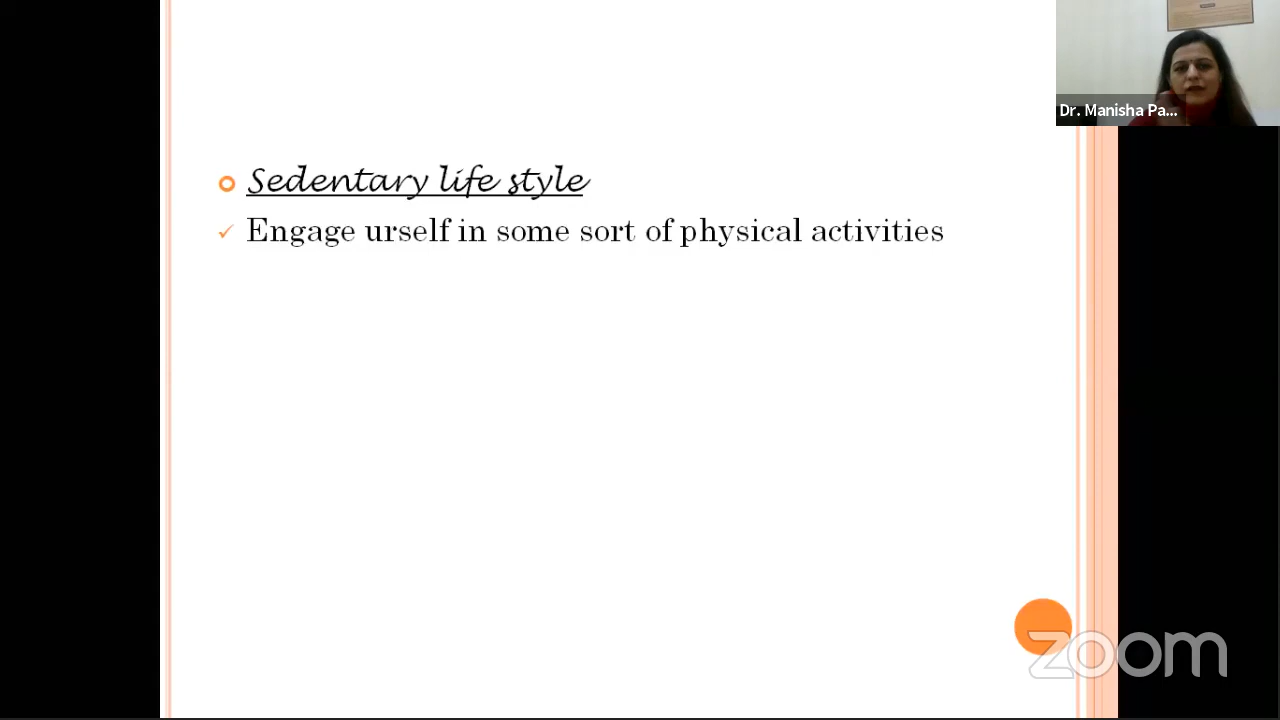 Dr. Manisha Pa...
Sedentary life style
Engage urself in some sort of physical activities
zoom